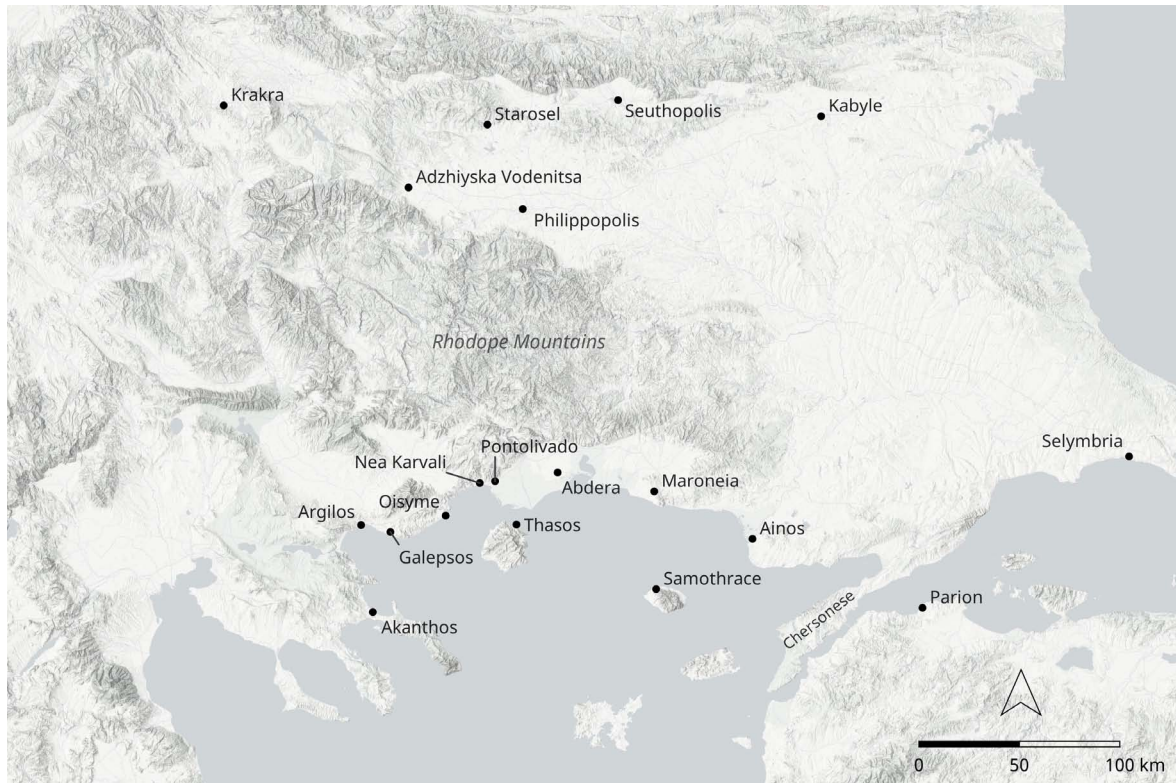 Krakra
Starosel
Seuthopolis
Kabyle
Adzhiyska Vodenitsa
Philippopolis
Rhodope Mountains
Pontolivado
Nea Karvali
Selymbria
Abdera
Maroneia
Oisyme
Argilos
Thasos
Ainos
Galepsos
Samothrace
Parion
Chersonese
Akanthos
0 50 100 km